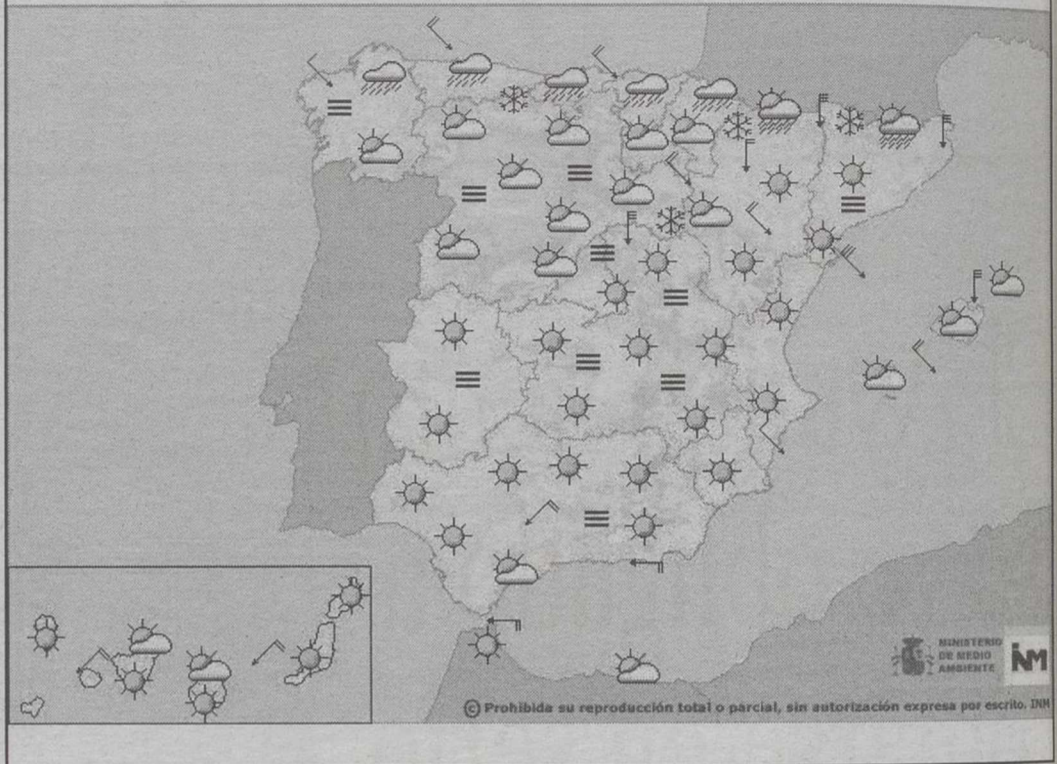 MINISTERIO
DE MEDIO
AMBIENTE
INM
© Prohibida su reproducción total o parcial, sin autorización expresa por escrito. INM